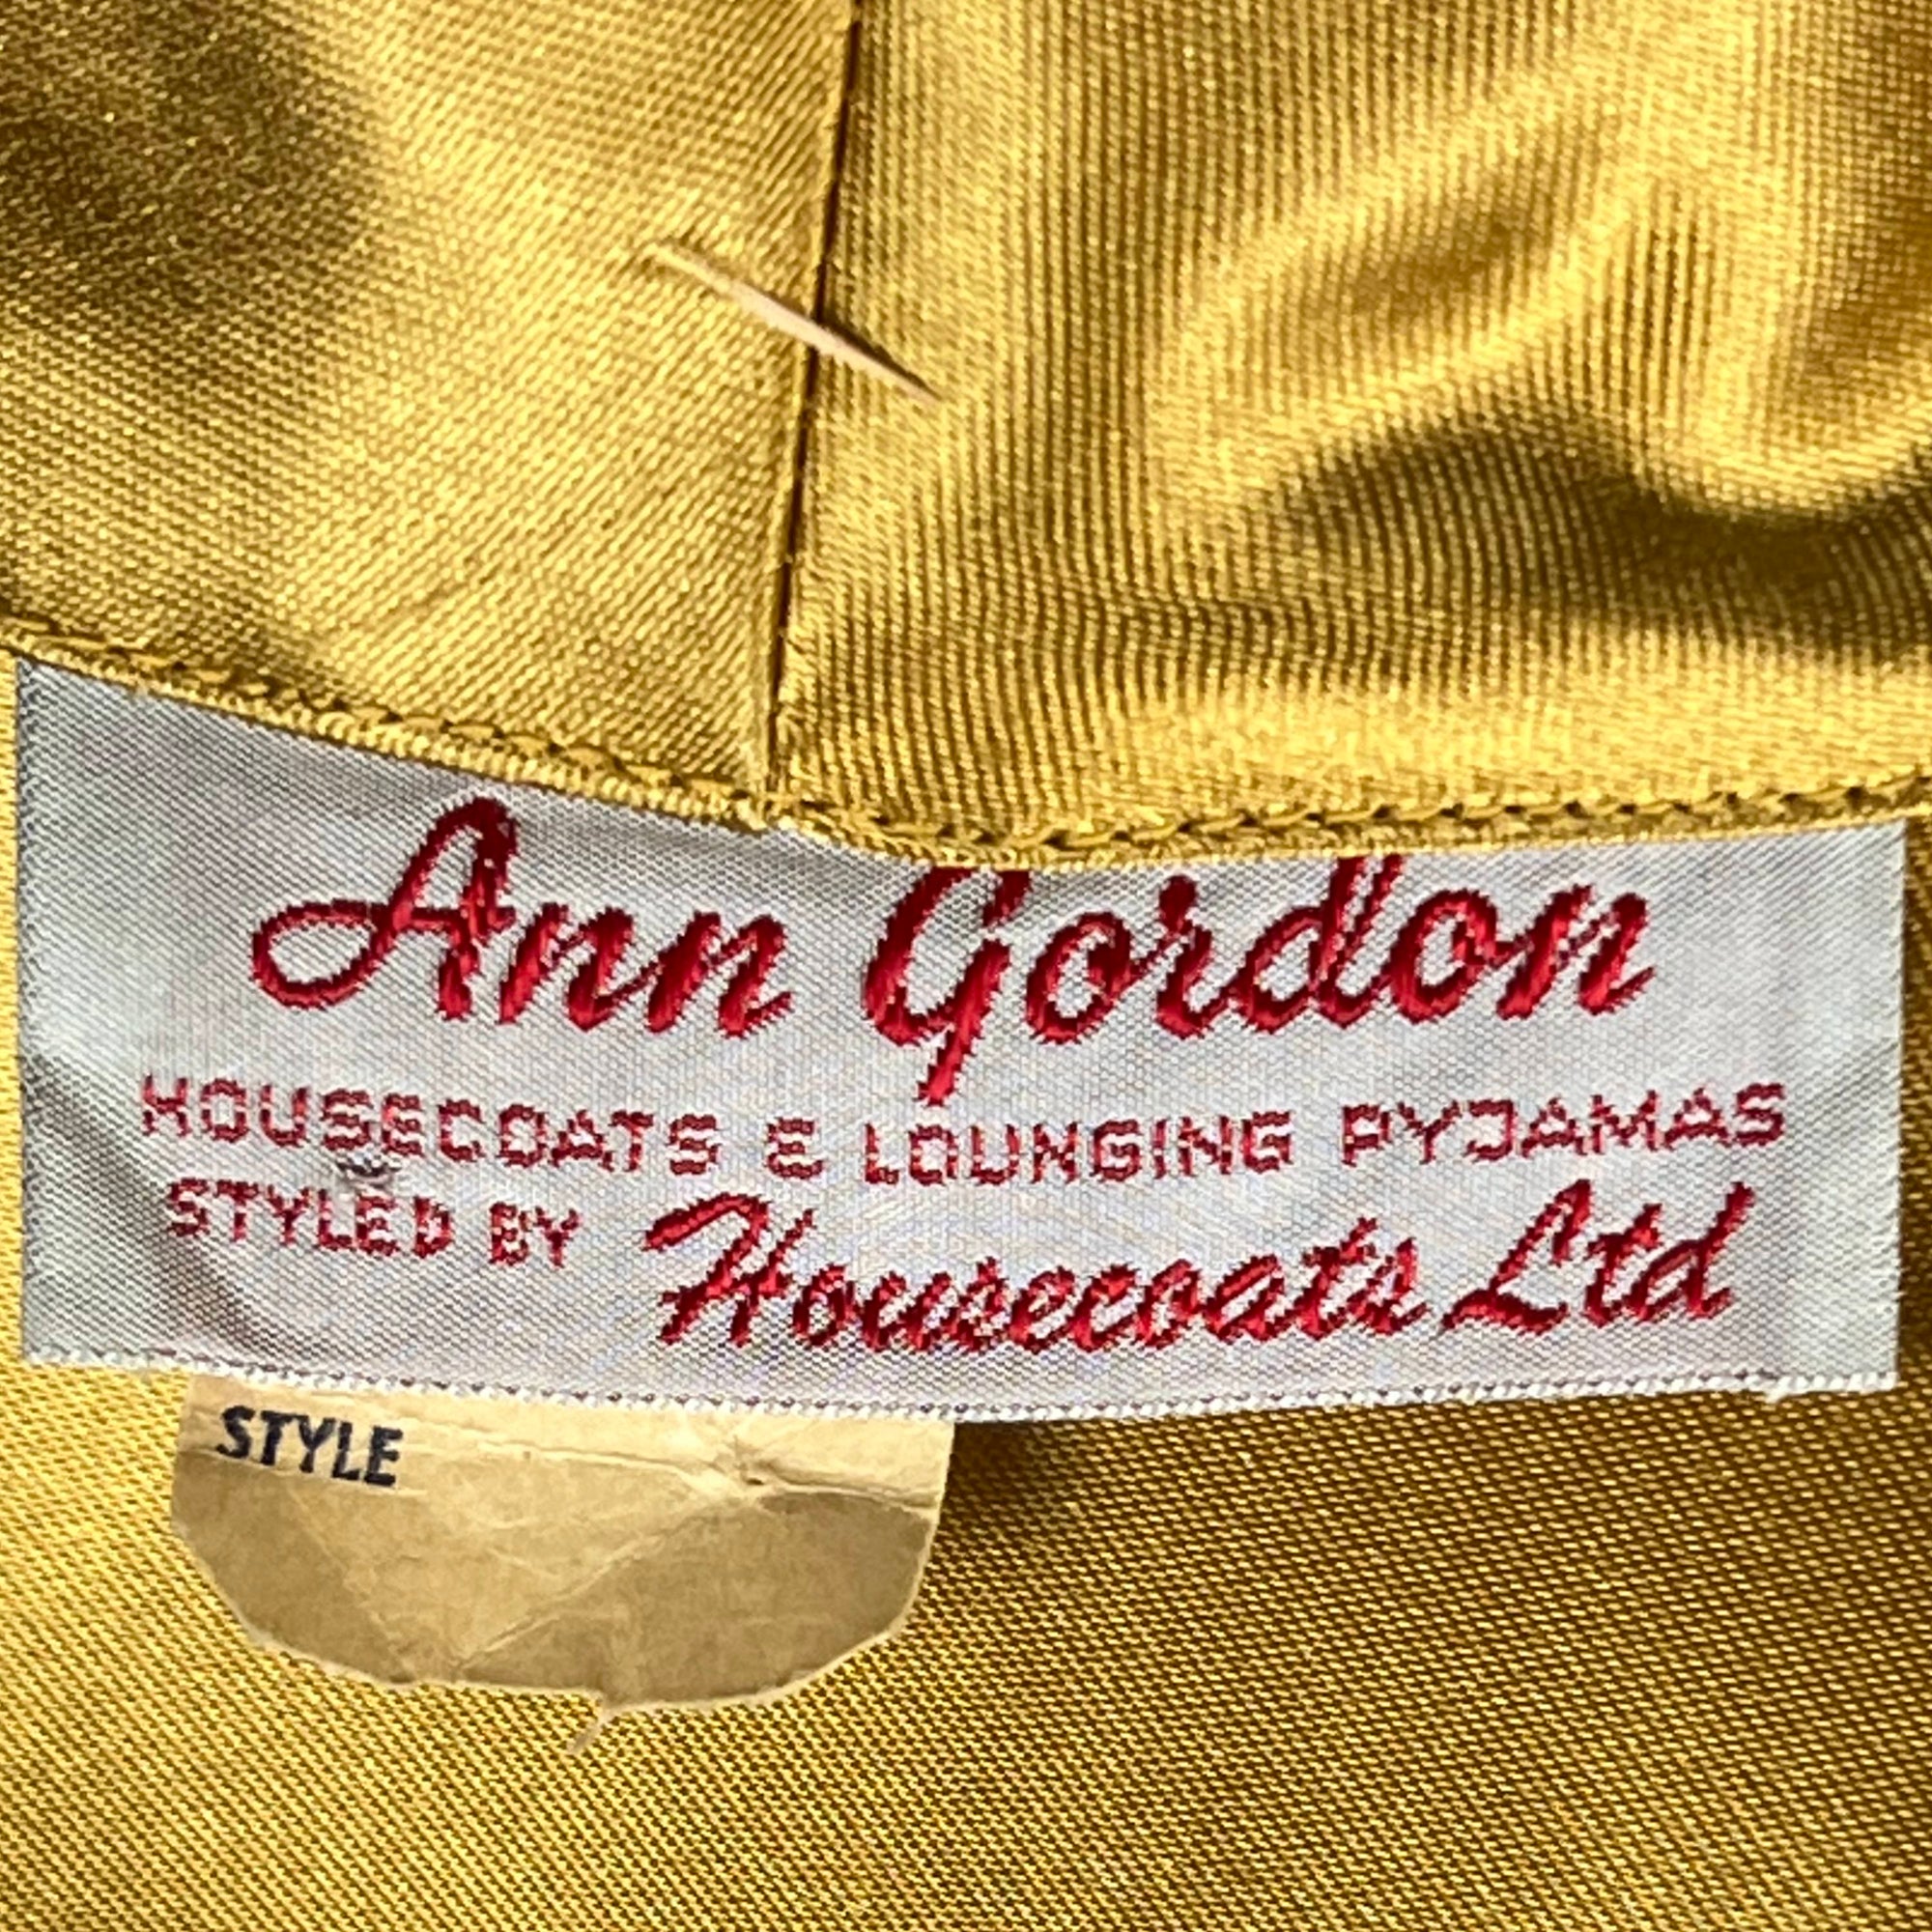 Ann Gordon
HOUSECOATS & LOUNGING PYJAMAS
STYLED BY Housecoats Ltd
STYLE